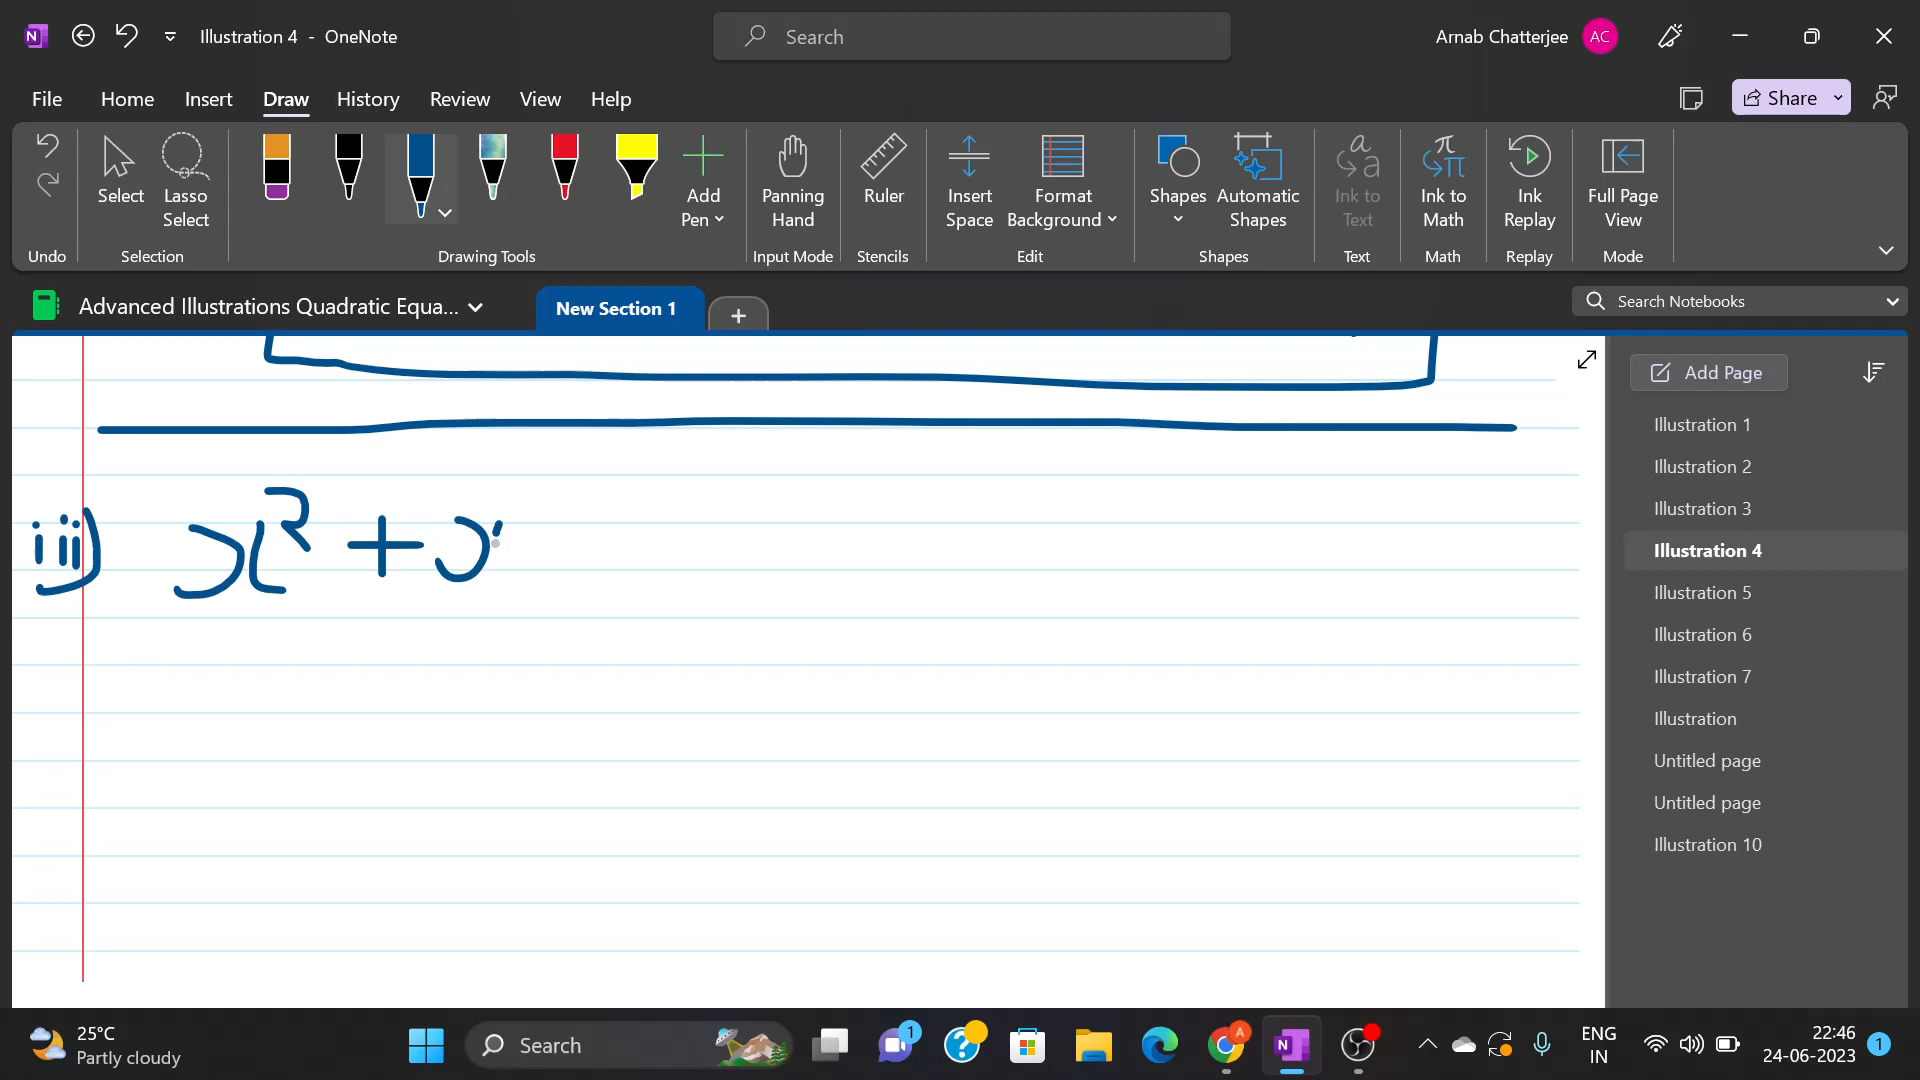 Illustration 4 - OneNote
Search
Arnab Chatterjee AC
File Home Insert Draw History Review View Help
Share
Select
Lasso Select
Add Pen
Panning Hand
Ruler
Insert Space
Format Background
Shapes
Automatic Shapes
Ink to Text
Ink to Math
Ink Replay
Full Page View
Undo Selection Drawing Tools Input Mode Stencils Edit Shapes Text Math Replay Mode
Advanced Illustrations Quadratic Equa...
New Section 1
+
Search Notebooks
Add Page
Illustration 1
Illustration 2
Illustration 3
Illustration 4
Illustration 5
Illustration 6
Illustration 7
Illustration
Untitled page
Untitled page
Illustration 10
iii) x² +
25°C
Partly cloudy
Search
1
A
ENG
IN
22:46
24-06-2023
1